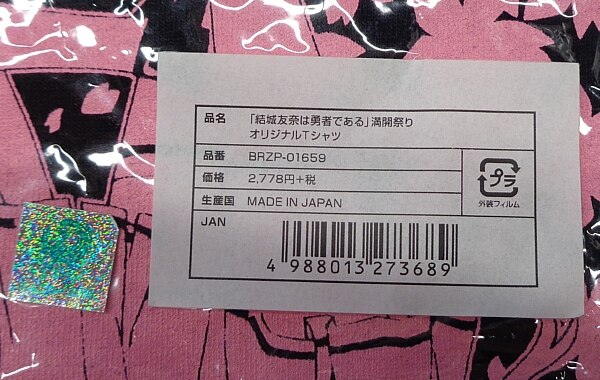 品名 「結城友奈は勇者である」満開祭り
オリジナルTシャツ
品番 BRZP-01659
価格 2,778円+税
生産国 MADE IN JAPAN
プラ
外装フィルム
JAN
4 988013 273689